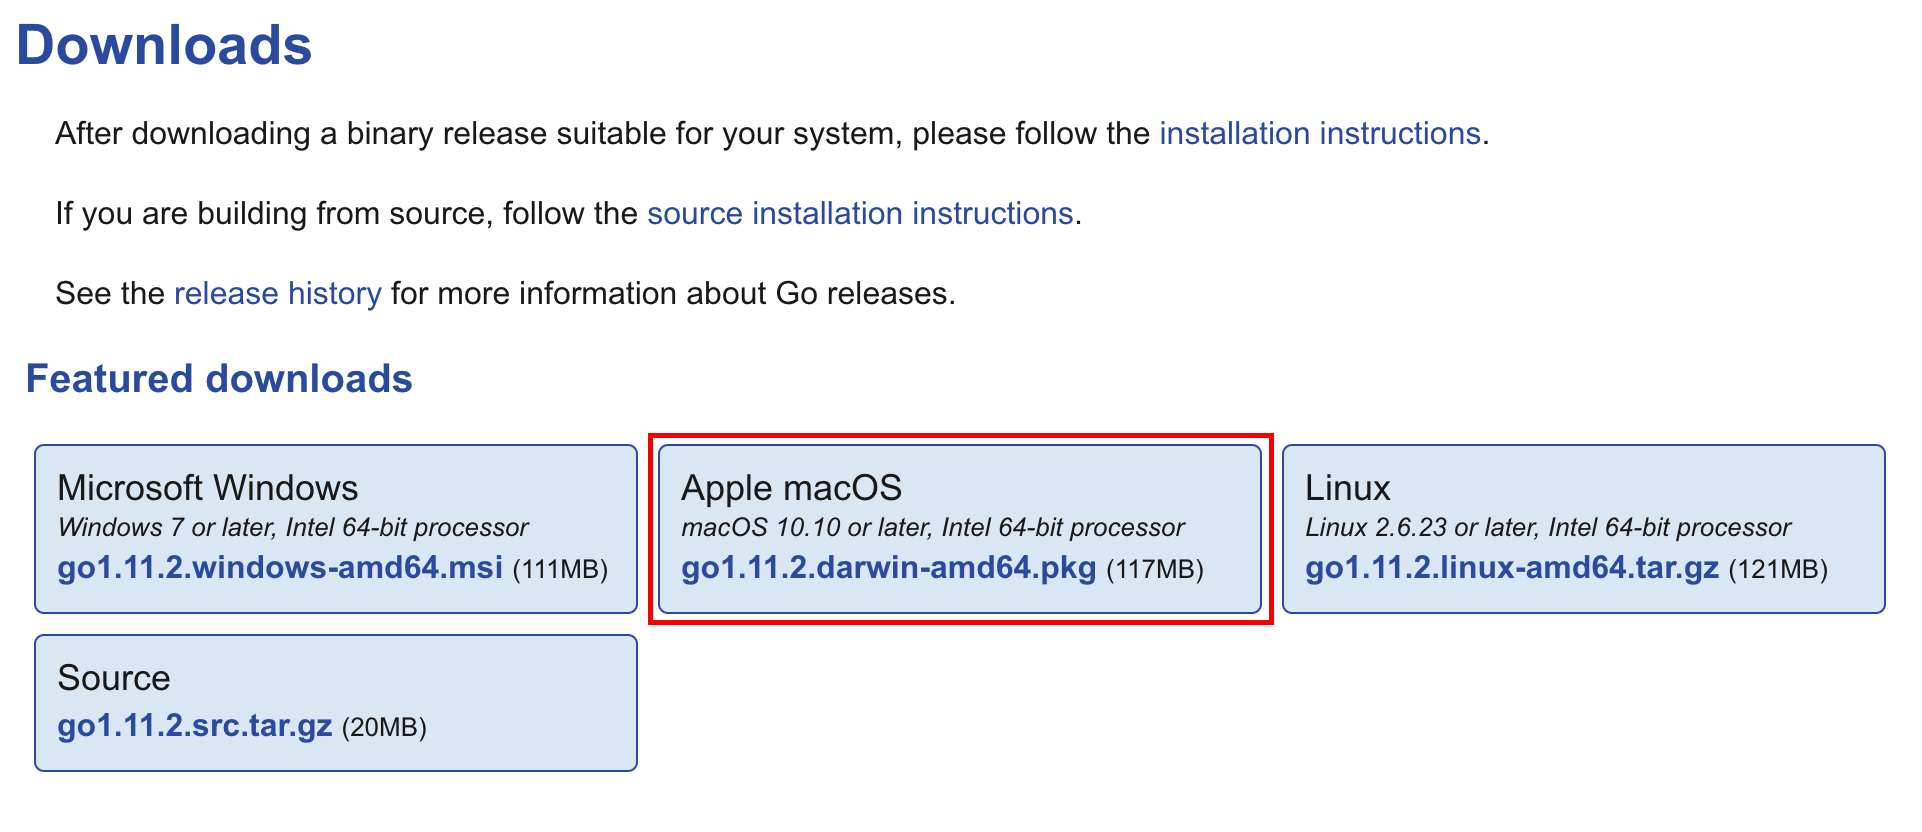 Downloads
After downloading a binary release suitable for your system, please follow the installation instructions.
If you are building from source, follow the source installation instructions.
See the release history for more information about Go releases.
Featured downloads
Microsoft Windows
Windows 7 or later, Intel 64-bit processor
go1.11.2.windows-amd64.msi (111MB)
Apple macOS
macOS 10.10 or later, Intel 64-bit processor
go1.11.2.darwin-amd64.pkg (117MB)
Linux
Linux 2.6.23 or later, Intel 64-bit processor
go1.11.2.linux-amd64.tar.gz (121MB)
Source
go1.11.2.src.tar.gz (20MB)